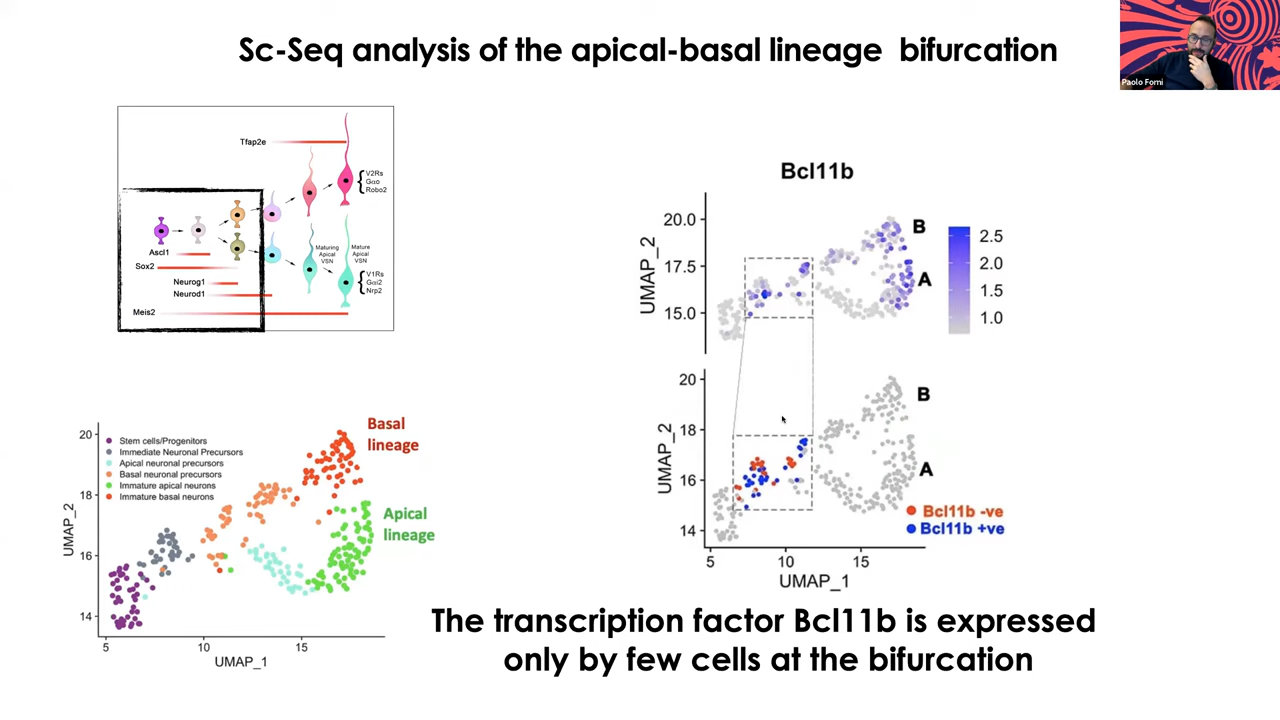 Sc-Seq analysis of the apical-basal lineage bifurcation
Paolo Forni
Tfap2e
V2Rs
Gαo
Robo2
Ascl1
Sox2
Neurog1
Neurod1
Meis2
Maturing
Apical
VSN
Mature
Apical
VSN
V1Rs
Gαi2
Nrp2
Bcl11b
UMAP_2
20.0
17.5
15.0
B
A
2.5
2.0
1.5
1.0
UMAP_2
20
18
16
14
B
A
Bcl11b -ve
Bcl11b +ve
5
10
15
UMAP_1
Basal
lineage
Apical
lineage
Stem cells/Progenitors
Immediate Neuronal Precursors
Apical neuronal precursors
Basal neuronal precursors
Immature apical neurons
Immature basal neurons
UMAP_2
20
18
16
14
5
10
15
UMAP_1
The transcription factor Bcl11b is expressed
only by few cells at the bifurcation